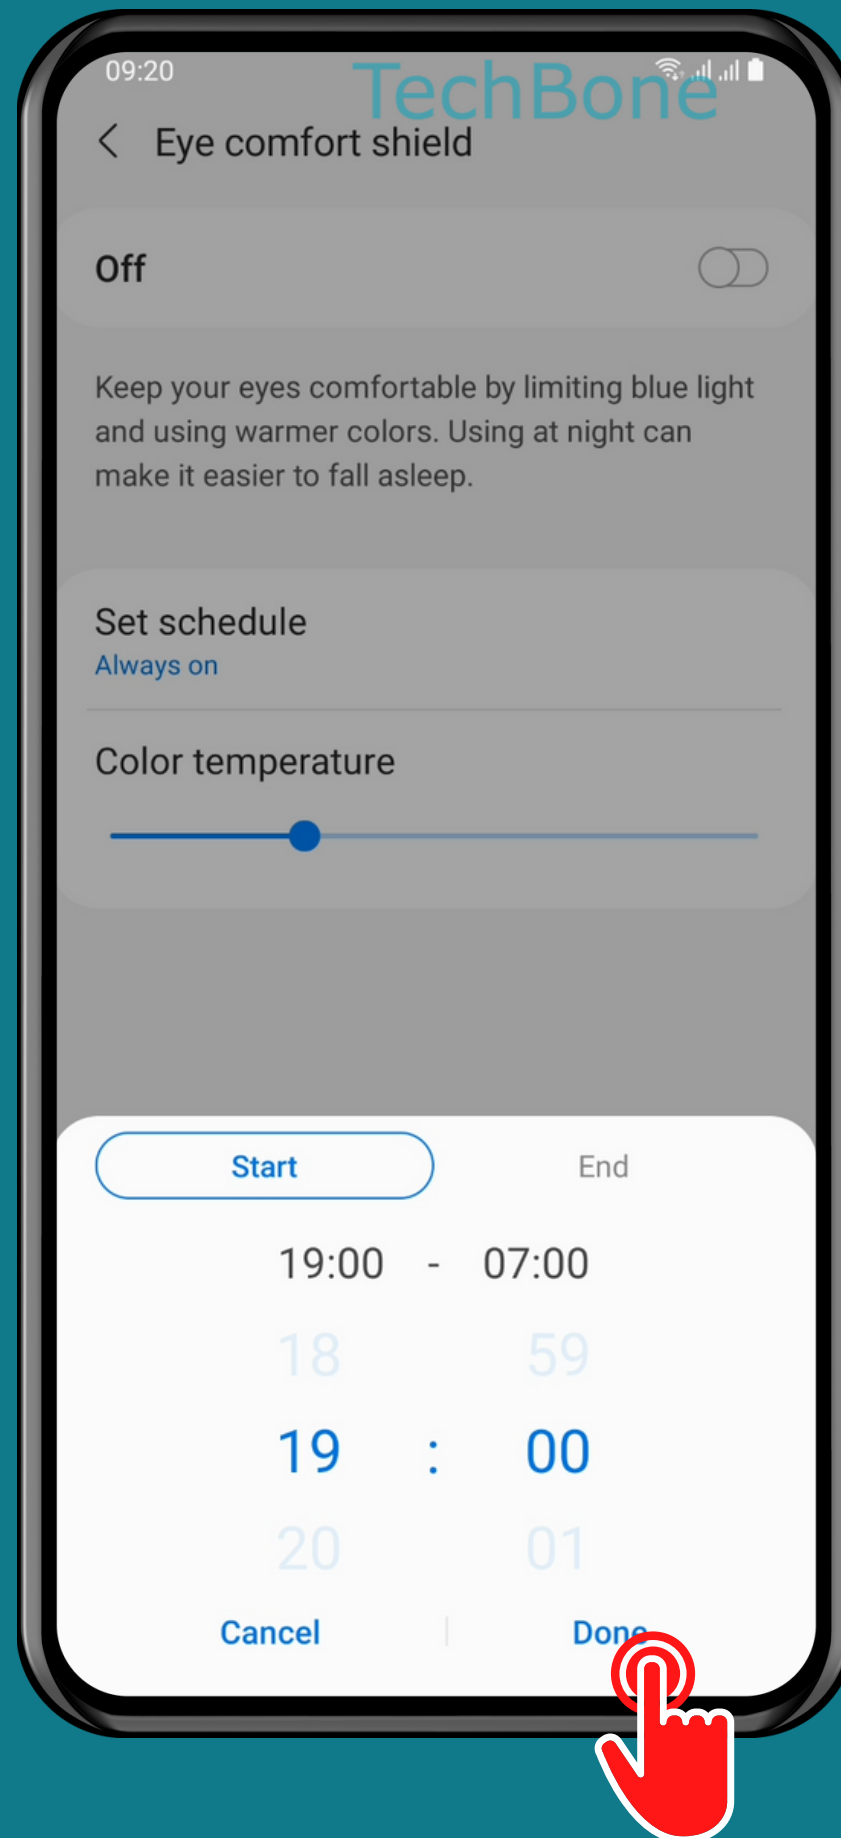 09:20
TechBone
Eye comfort shield
Off
Keep your eyes comfortable by limiting blue light
and using warmer colors. Using at night can
make it easier to fall asleep.
Set schedule
Always on
Color temperature
Start End
19:00 - 07:00
18 59
19 : 00
20 01
Cancel Done